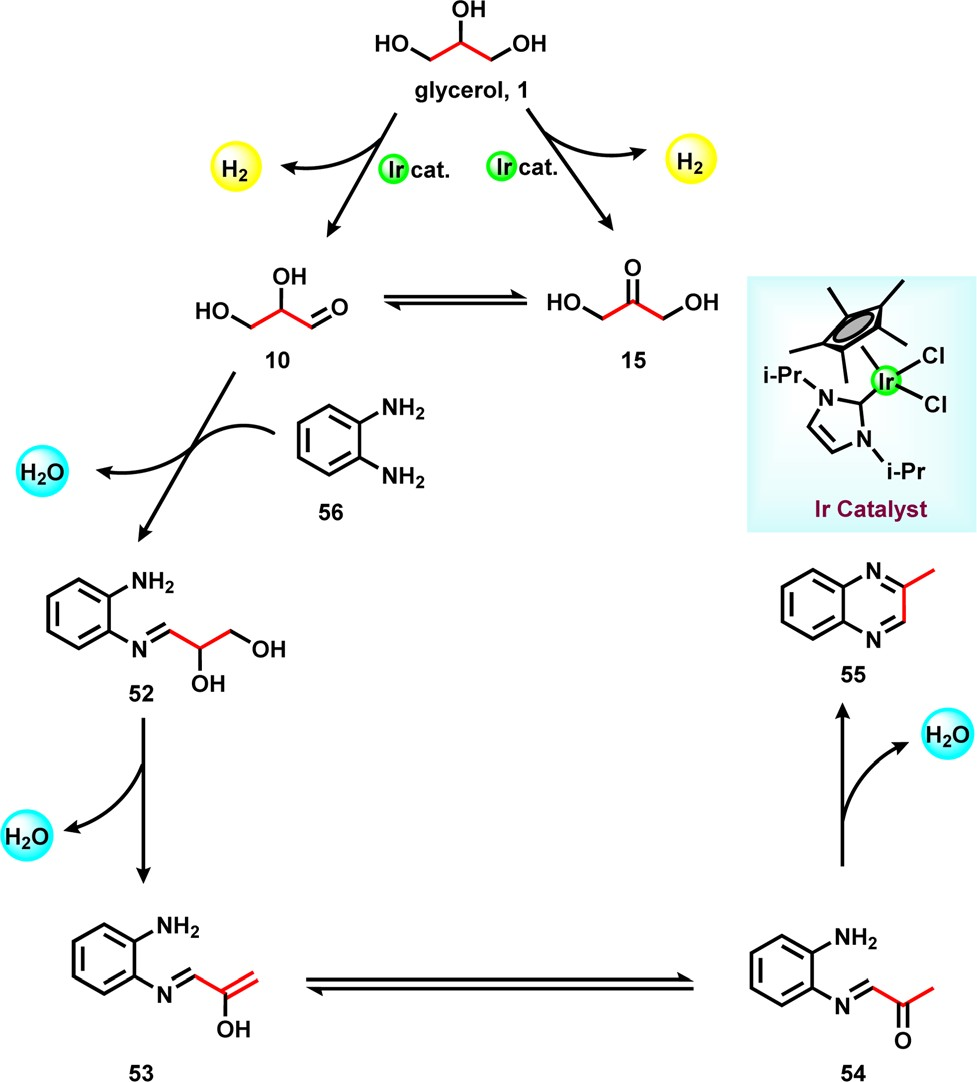 OH
HO OH
glycerol, 1
H2 Ir cat. Ir cat. H2
OH
HO O
10
O
HO OH
15
Cl
i-Pr Ir
N Cl
N
i-Pr
Ir Catalyst
NH2
NH2
56
H2O
NH2
N OH
OH
52
N
N
55
H2O
H2O
NH2
N
OH
53
NH2
N
O
54